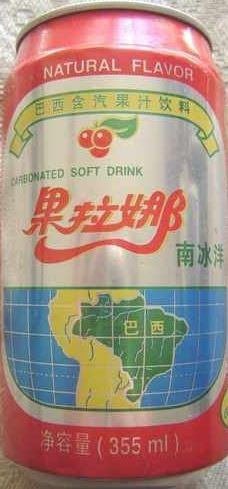 NATURAL FLAVOR
巴西含汽果汁饮料
CARBONATED SOFT DRINK
果拉娜
南冰洋
巴西
净容量(355 ml)